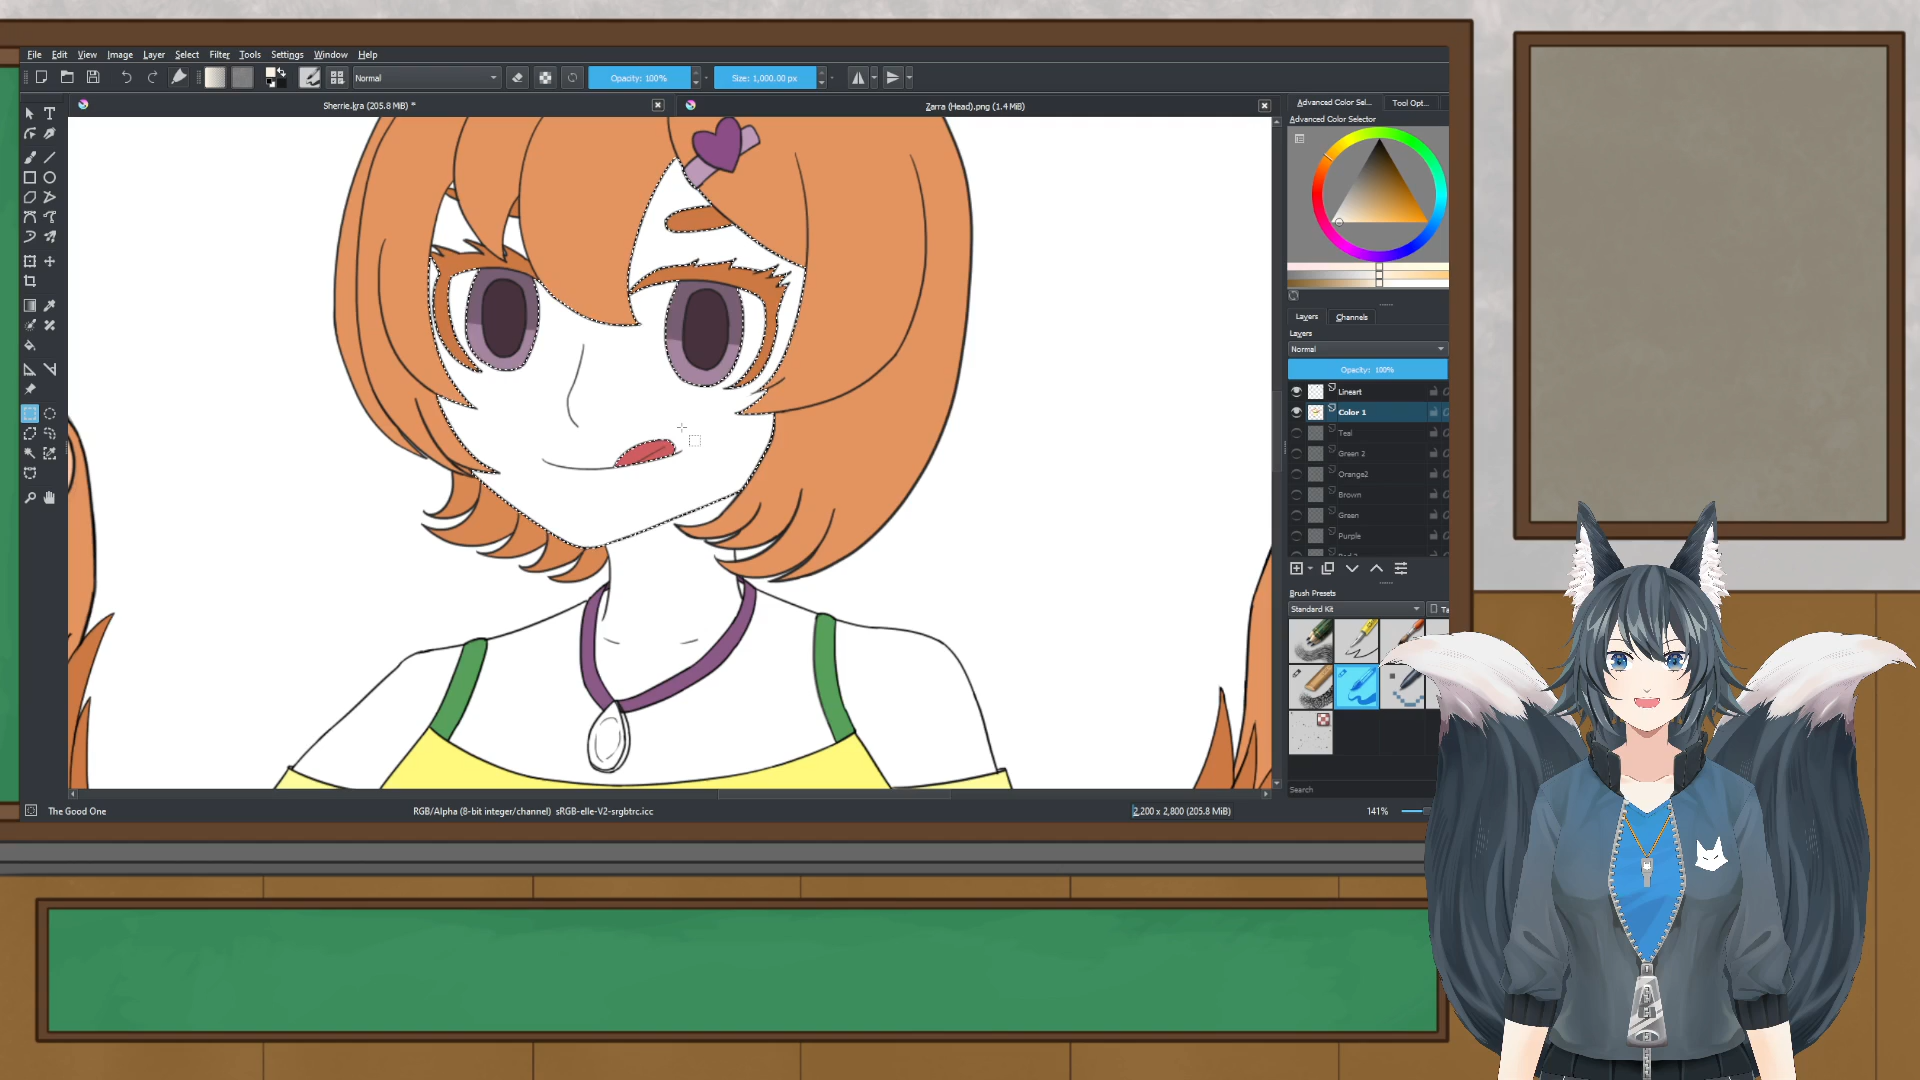 File Edit View Image Layer Select Filter Tools Settings Window Help
Normal
Opacity: 100%
Size: 1,000.00 px
Sherrie.kra (205.8 MiB) *
Zarra (Head).png (1.4 MiB)
Advanced Color Sel...
Tool Opt...
Advanced Color Selector
Layers
Channels
Layers
Normal
Opacity: 100%
Lineart
Color 1
Teal
Green 2
Orange2
Brown
Green
Purple
Brush Presets
Standard Kit
Ta
Search
The Good One
RGB/Alpha (8-bit integer/channel) sRGB-elle-V2-srgbtrc.icc
2,200 x 2,800 (205.8 MiB)
141%